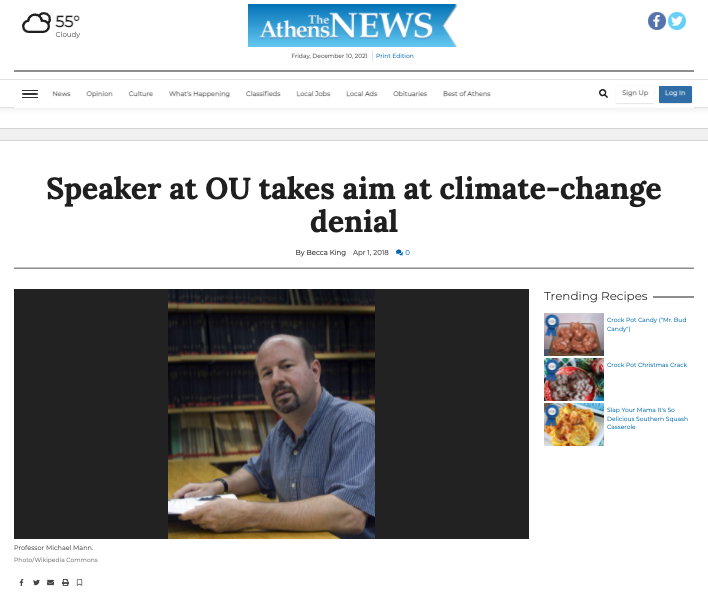 55°
Cloudy
The
Athens NEWS
Friday, December 10, 2021 Print Edition
News Opinion Culture What's Happening Classifieds Local Jobs Local Ads Obituaries Best of Athens Sign Up Log In
Speaker at OU takes aim at climate-change
denial
By Becca King Apr 1, 2018 0
Trending Recipes
Crock Pot Candy ("Mr. Bud
Candy")
Crock Pot Christmas Crack
Slap Your Mama It's So
Delicious Southern Squash
Casserole
Professor Michael Mann.
Photo/Wikipedia Commons